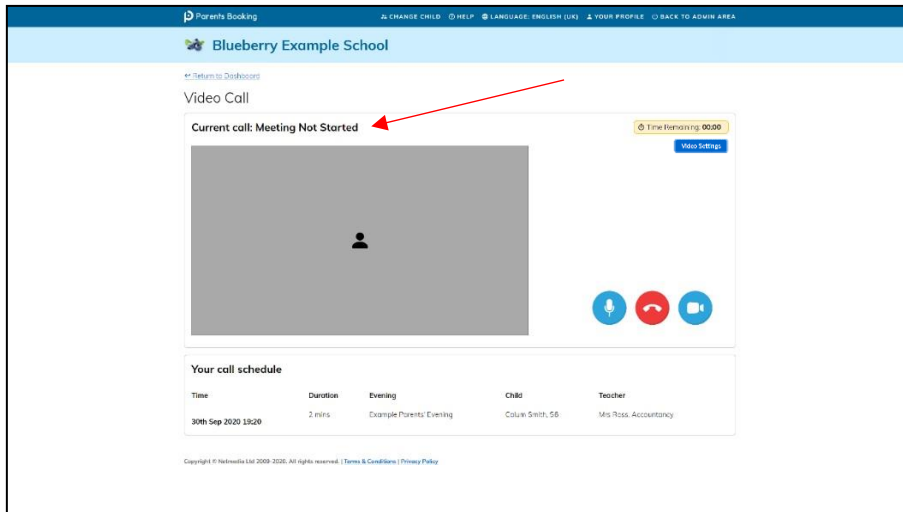 Parents Booking
CHANGE CHILD HELP LANGUAGE: ENGLISH (UK) YOUR PROFILE BACK TO ADMIN AREA
Blueberry Example School
Return to Dashboard
Video Call
Current call: Meeting Not Started
Time Remaining: 00:00
Video Settings
Your call schedule
Time Duration Evening Child Teacher
30th Sep 2020 19:20 2 mins Example Parents' Evening Calum Smith, Mrs Ross, Accountancy
Copyright © Netmedia Ltd 2009-2020. All rights reserved. | Terms & Conditions | Privacy Policy